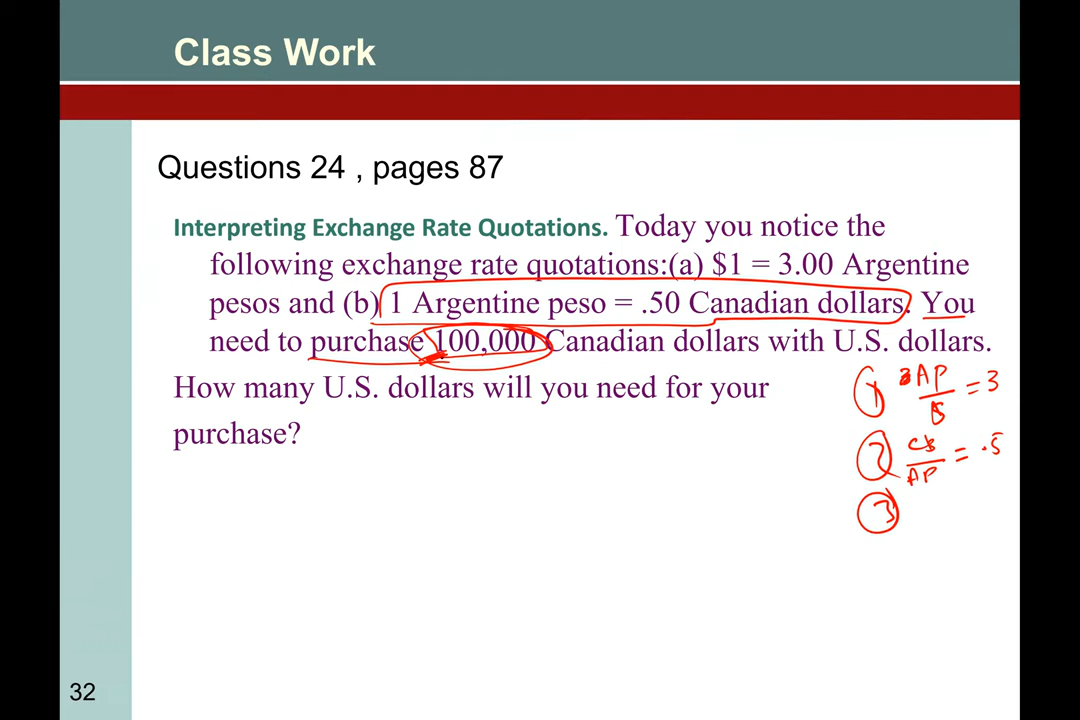 Class Work
Questions 24 , pages 87
Interpreting Exchange Rate Quotations. Today you notice the
following exchange rate quotations:(a) $1 = 3.00 Argentine
pesos and (b) 1 Argentine peso = .50 Canadian dollars. You
need to purchase 100,000 Canadian dollars with U.S. dollars.
How many U.S. dollars will you need for your
purchase?
1 AP/$ = 3
2 C$/AP = .5
3
32